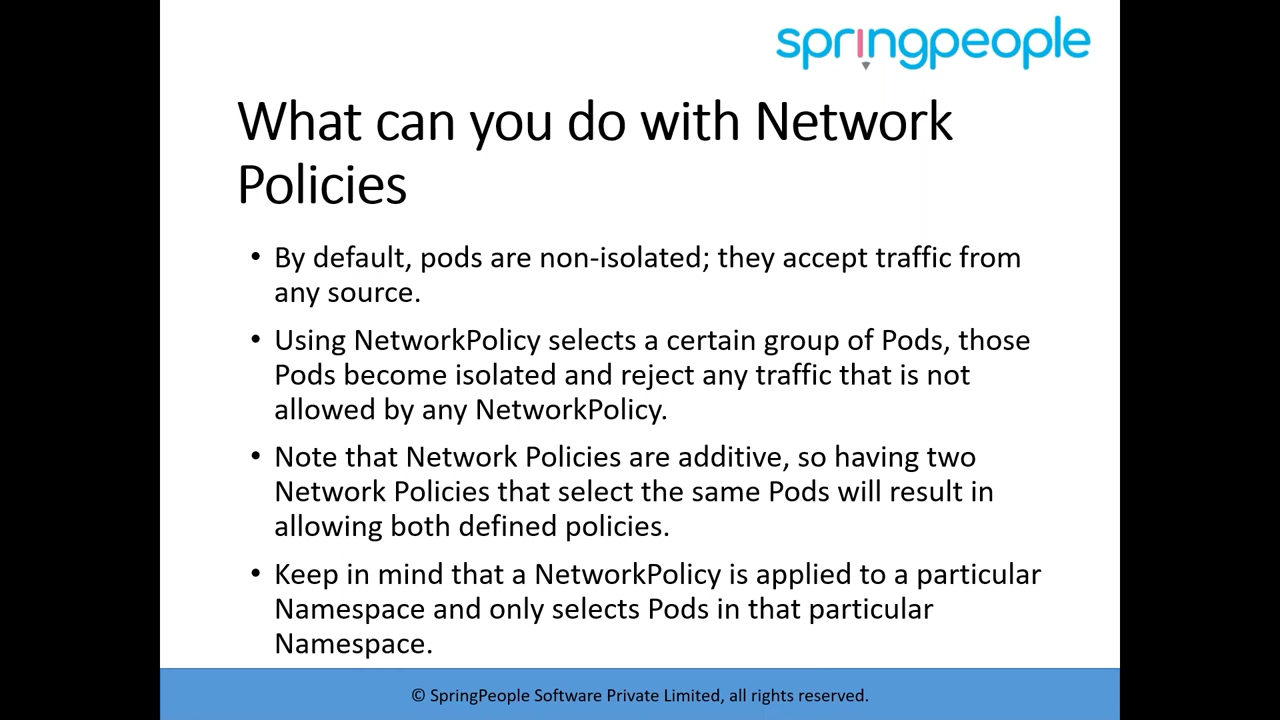 springpeople
What can you do with Network
Policies
• By default, pods are non-isolated; they accept traffic from
any source.
• Using NetworkPolicy selects a certain group of Pods, those
Pods become isolated and reject any traffic that is not
allowed by any NetworkPolicy.
• Note that Network Policies are additive, so having two
Network Policies that select the same Pods will result in
allowing both defined policies.
• Keep in mind that a NetworkPolicy is applied to a particular
Namespace and only selects Pods in that particular
Namespace.
© SpringPeople Software Private Limited, all rights reserved.